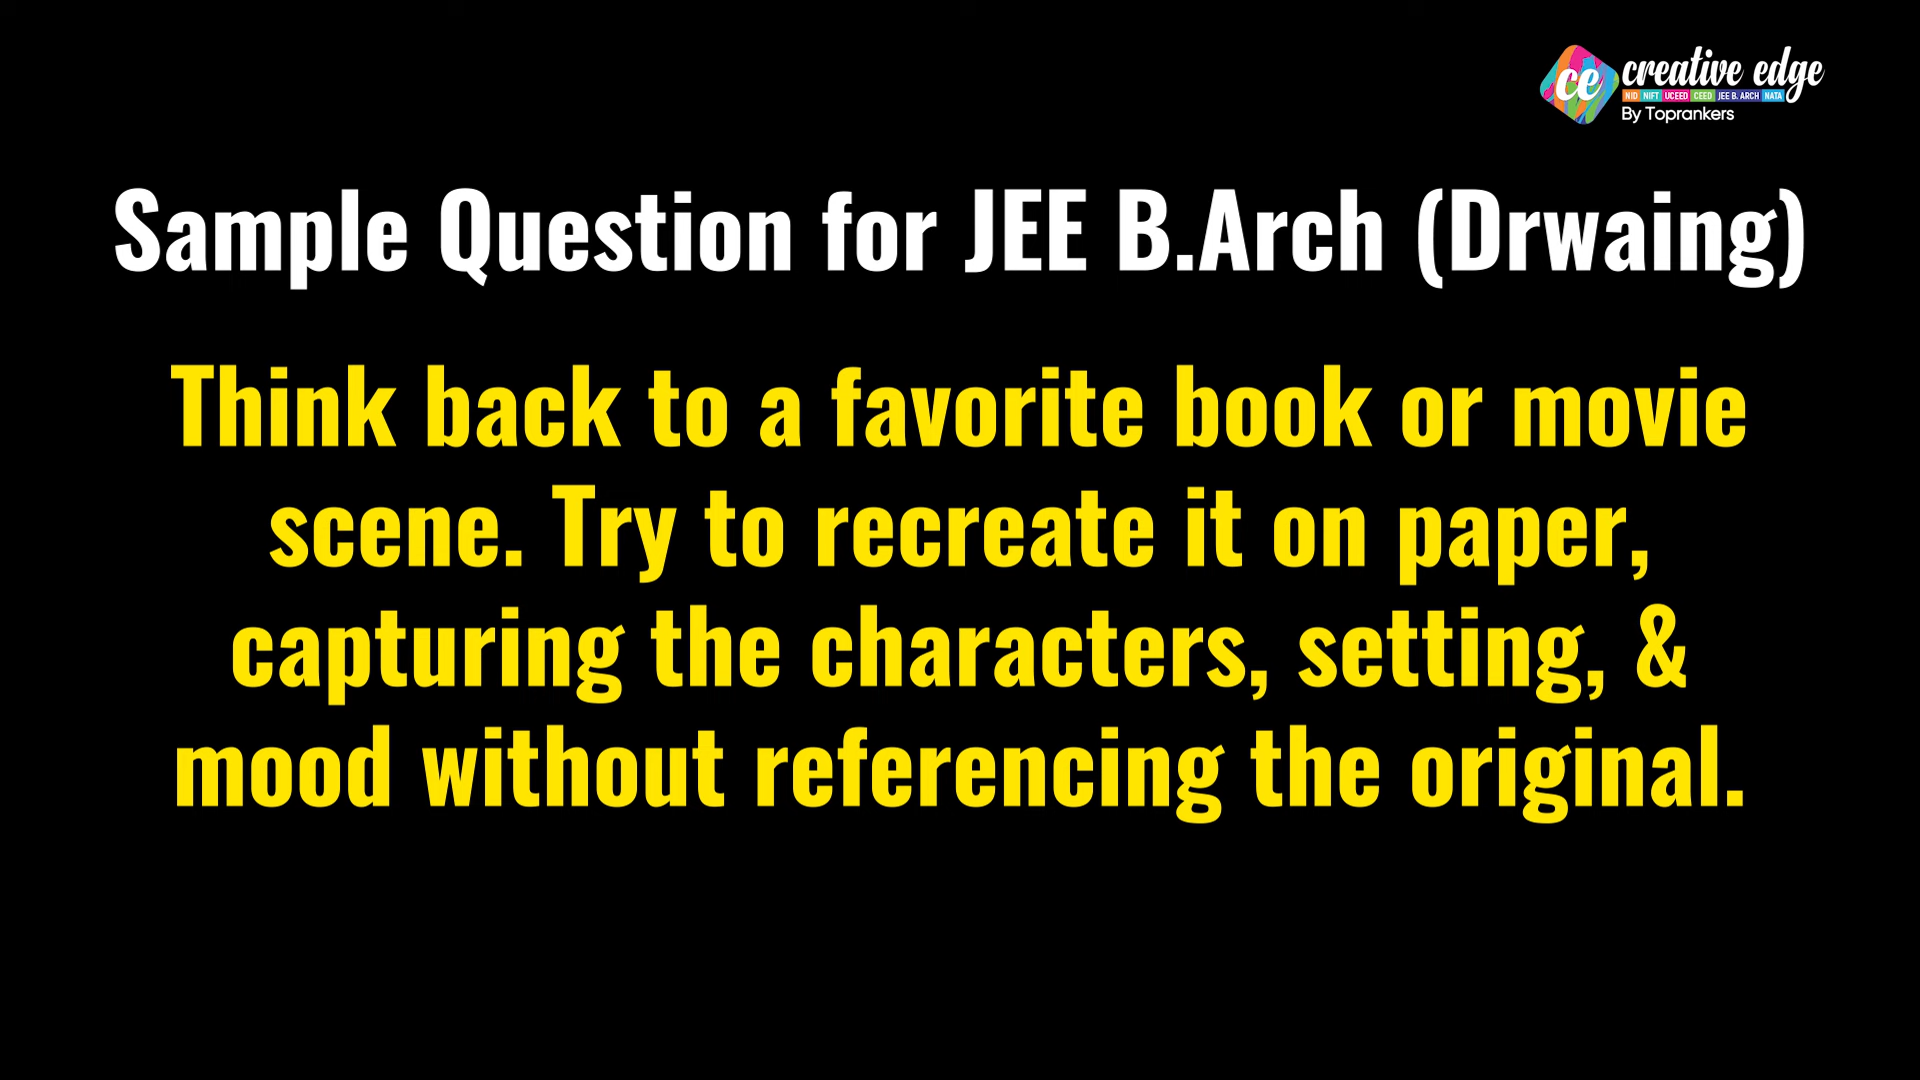 ce creative edge
NID NIFT UCEED CEED JEE B. ARCH NATA
By Toprankers
Sample Question for JEE B.Arch (Drwaing)
Think back to a favorite book or movie
scene. Try to recreate it on paper,
capturing the characters, setting, &
mood without referencing the original.